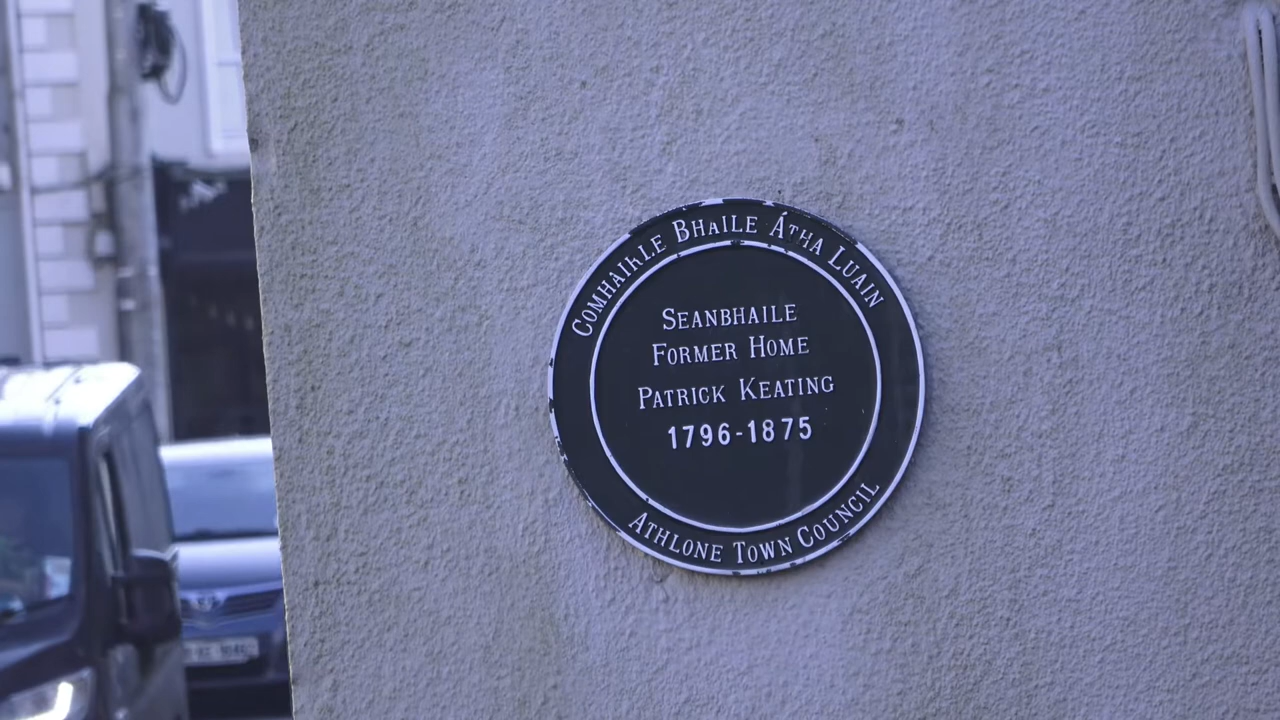 COMHAIRLE BHAILE ÁTHA LUAIN
SEANBHAILE
FORMER HOME
PATRICK KEATING
1796-1875
ATHLONE TOWN COUNCIL